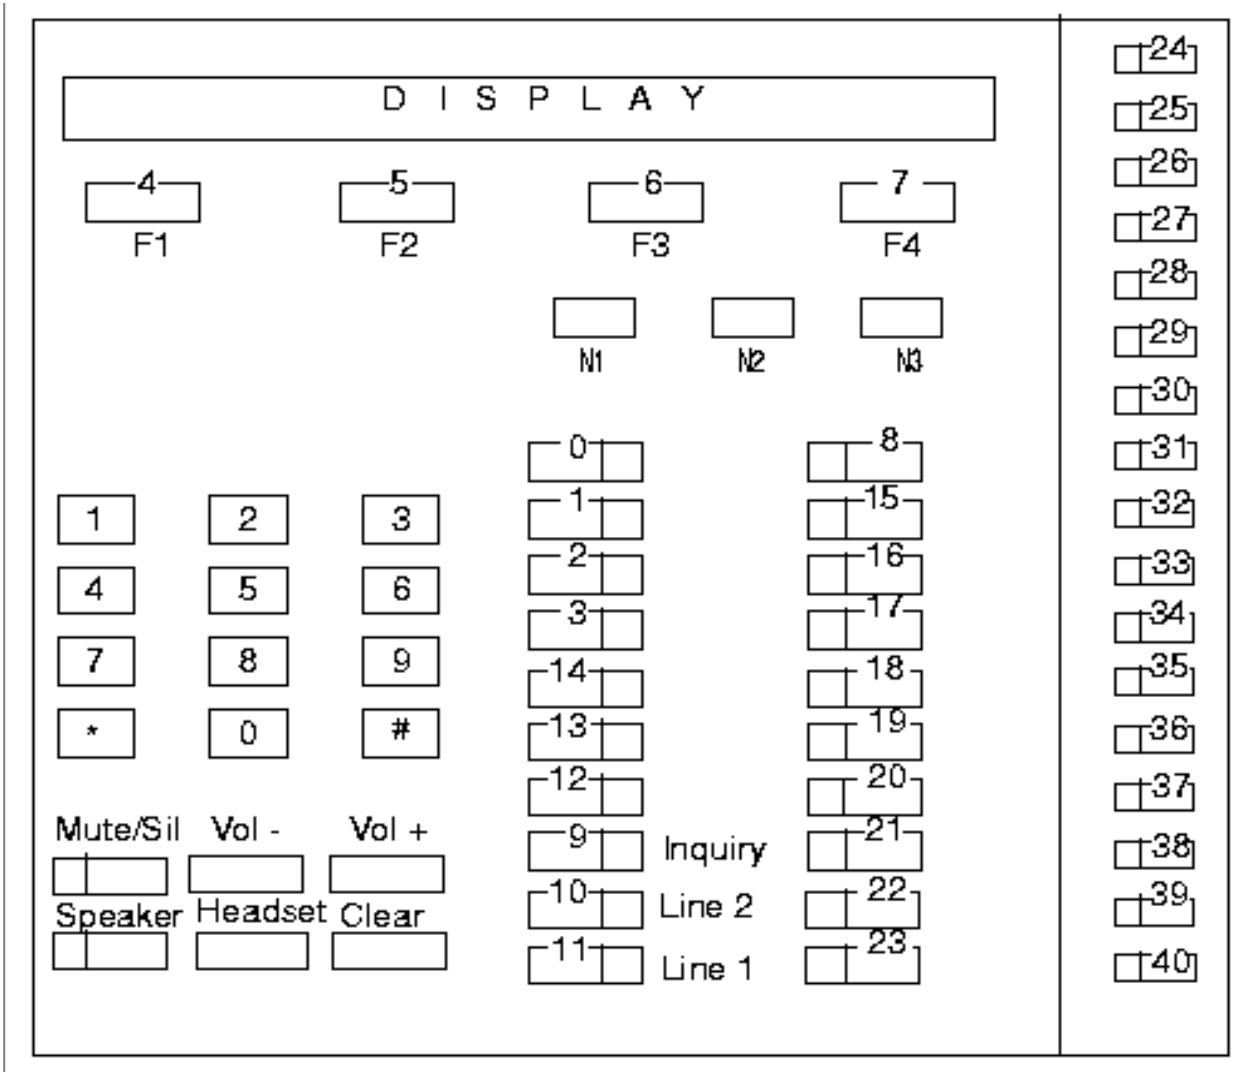 D I S P L A Y
4 5 6 7
F1 F2 F3 F4
N1 N2 N3
1 2 3
4 5 6
7 8 9
* 0 #
Mute/Sil Vol - Vol +
Speaker Headset Clear
0
1
2
3
14
13
12
9 Inquiry
10 Line 2
11 Line 1
8
15
16
17
18
19
20
21
22
23
24
25
26
27
28
29
30
31
32
33
34
35
36
37
38
39
40